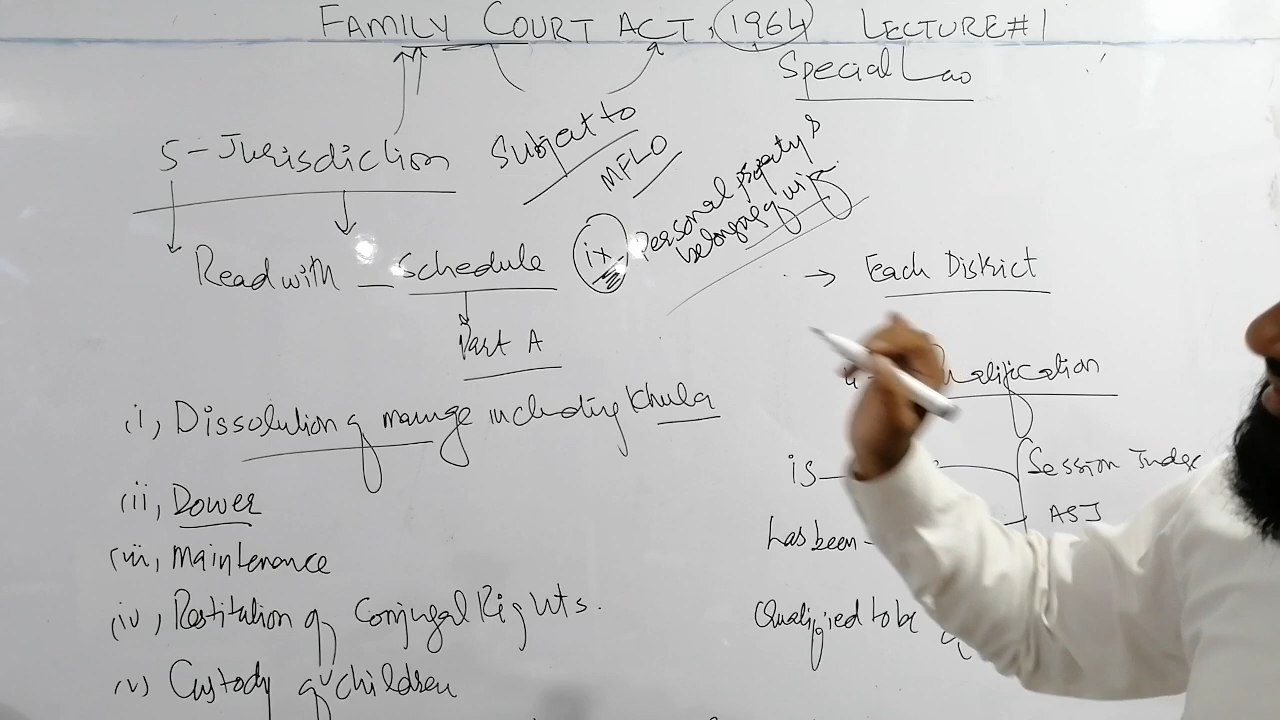 FAMILY COURT ACT, 1964 LECTURE # 1
Special Law
5 - Jurisdiction
Subject to
MFLO
Read with - Schedule
ix
Personal property &
belongings of wife
Part A
(i), Dissolution of marriage including Khula
(ii), Dower
(iii), Maintenance
(iv), Restitution of Conjugal Rights.
(v) Custody of children
→ Each District
Qualification
is
Session Judge
ASJ
has been -
Qualified to be